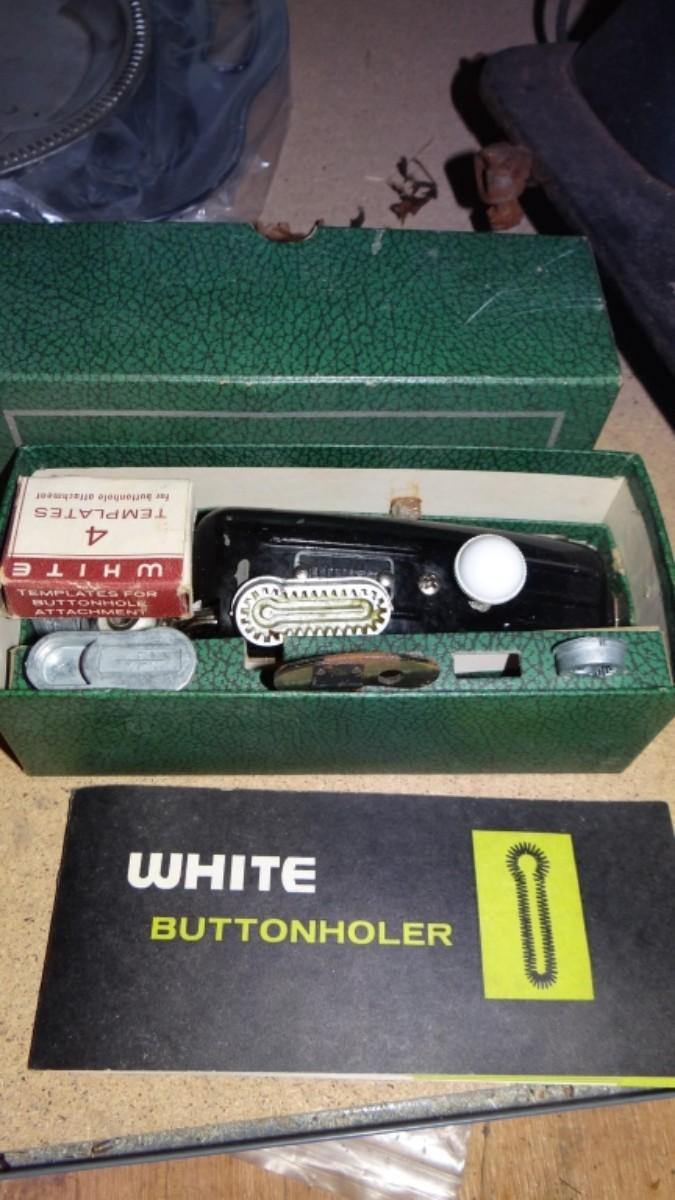 WHITE
TEMPLATES FOR
BUTTONHOLE
ATTACHMENT
4
TEMPLATES
for buttonhole attachment
WHITE
BUTTONHOLER